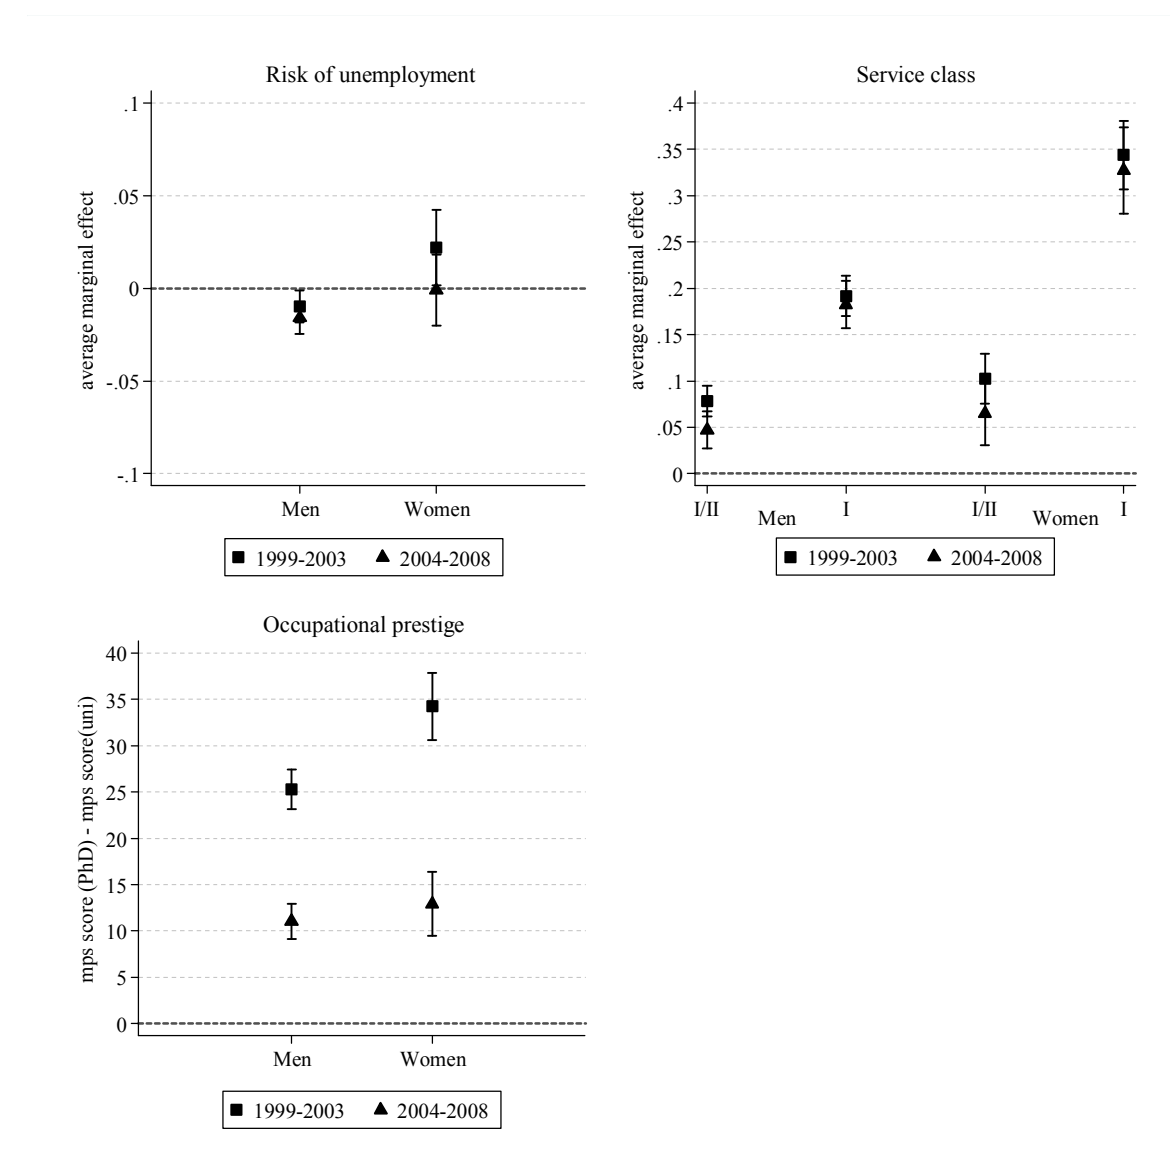 Risk of unemployment
average marginal effect
.1
.05
0
-.05
-.1
Men Women
1999-2003 2004-2008
Service class
average marginal effect
.4
.35
.3
.25
.2
.15
.1
.05
0
I/II Men I I/II Women I
1999-2003 2004-2008
Occupational prestige
mps score (PhD) - mps score(uni)
40
35
30
25
20
15
10
5
0
Men Women
1999-2003 2004-2008